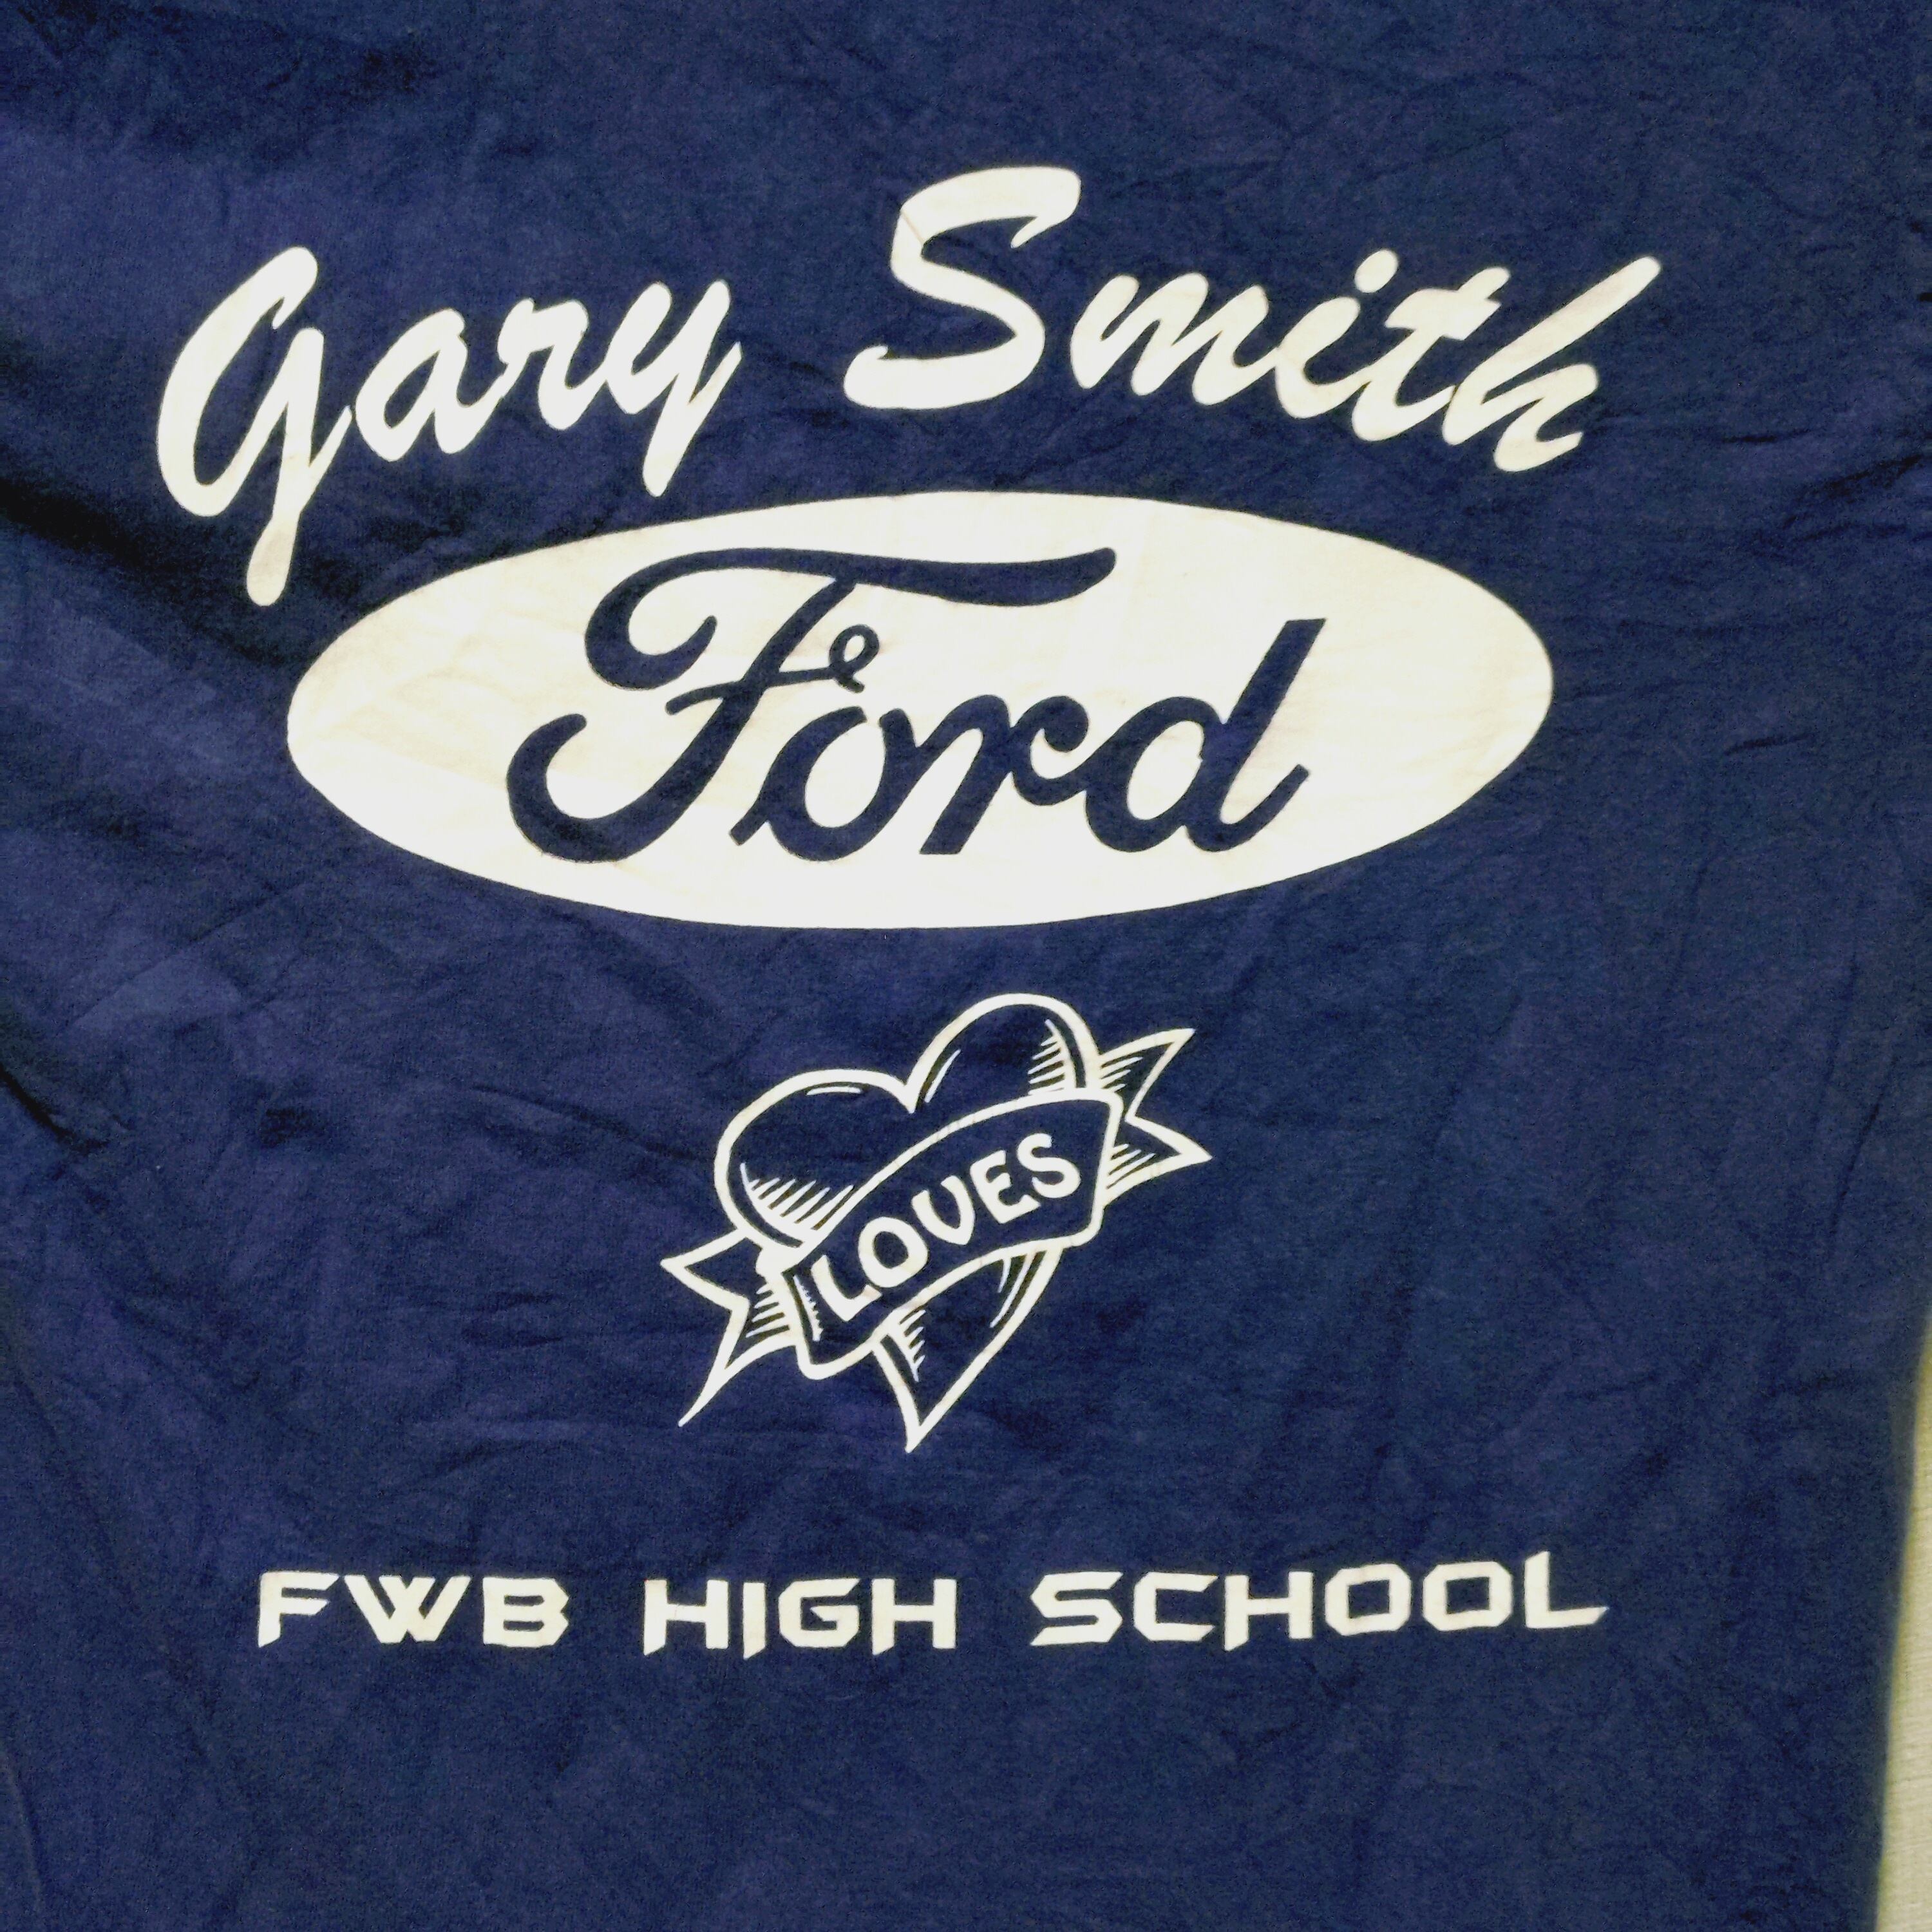 Gary Smith
Ford
LOVES
FWB HIGH SCHOOL